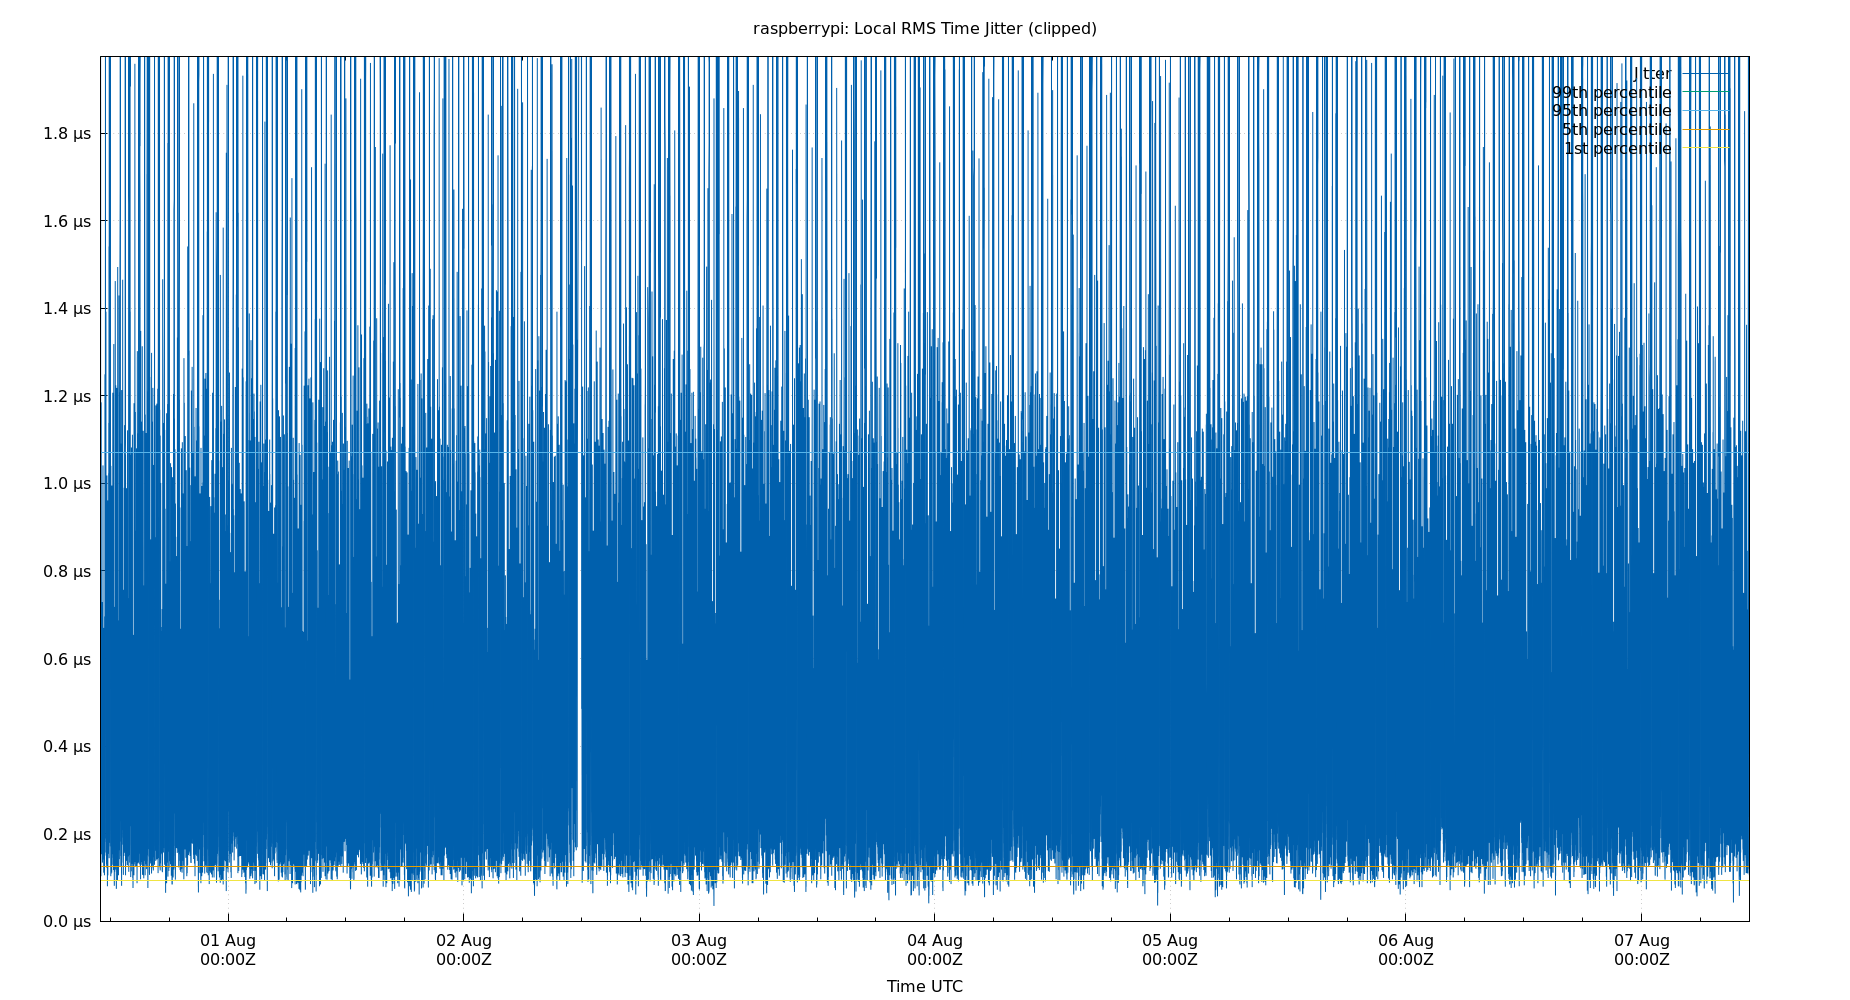 raspberrypi: Local RMS Time Jitter (clipped)
Jitter
99th percentile
95th percentile
5th percentile
1st percentile
1.8 μs
1.6 μs
1.4 μs
1.2 μs
1.0 μs
0.8 μs
0.6 μs
0.4 μs
0.2 μs
0.0 μs
01 Aug 02 Aug 03 Aug 04 Aug 05 Aug 06 Aug 07 Aug
00:00Z 00:00Z 00:00Z 00:00Z 00:00Z 00:00Z 00:00Z
Time UTC